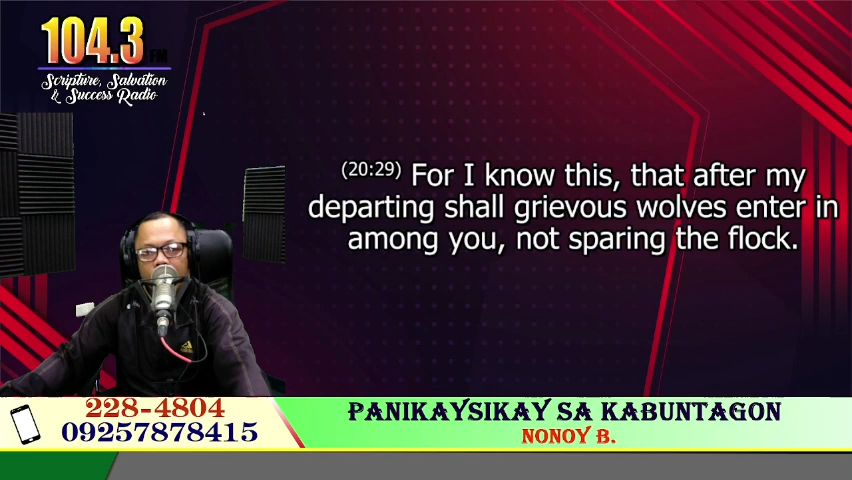 104.3 FM
Scripture, Salvation
& Success Radio
(20:29) For I know this, that after my
departing shall grievous wolves enter in
among you, not sparing the flock.
228-4804
09257878415
PANIKAYSIKAY SA KABUNTAGON
NONOY B.